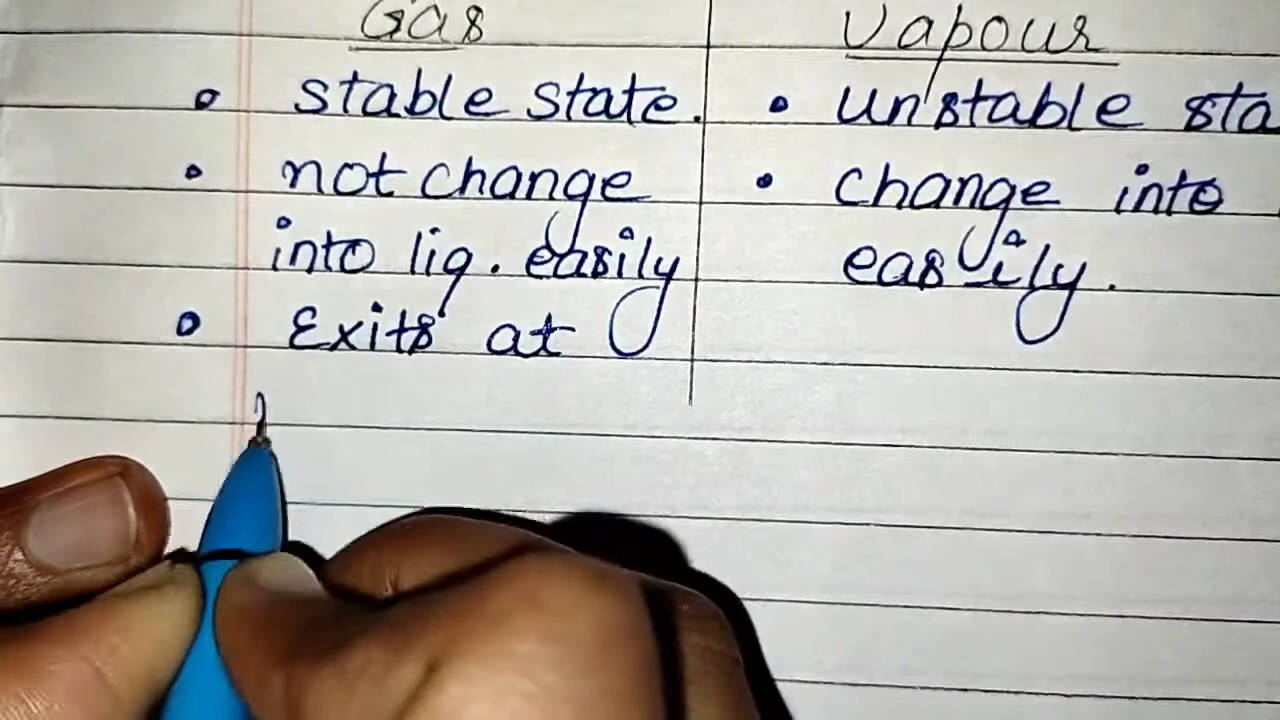 Gas
Vapour
• stable state.
• unstable sta
• not change
into liq. easily
• change into
easily.
• Exits at